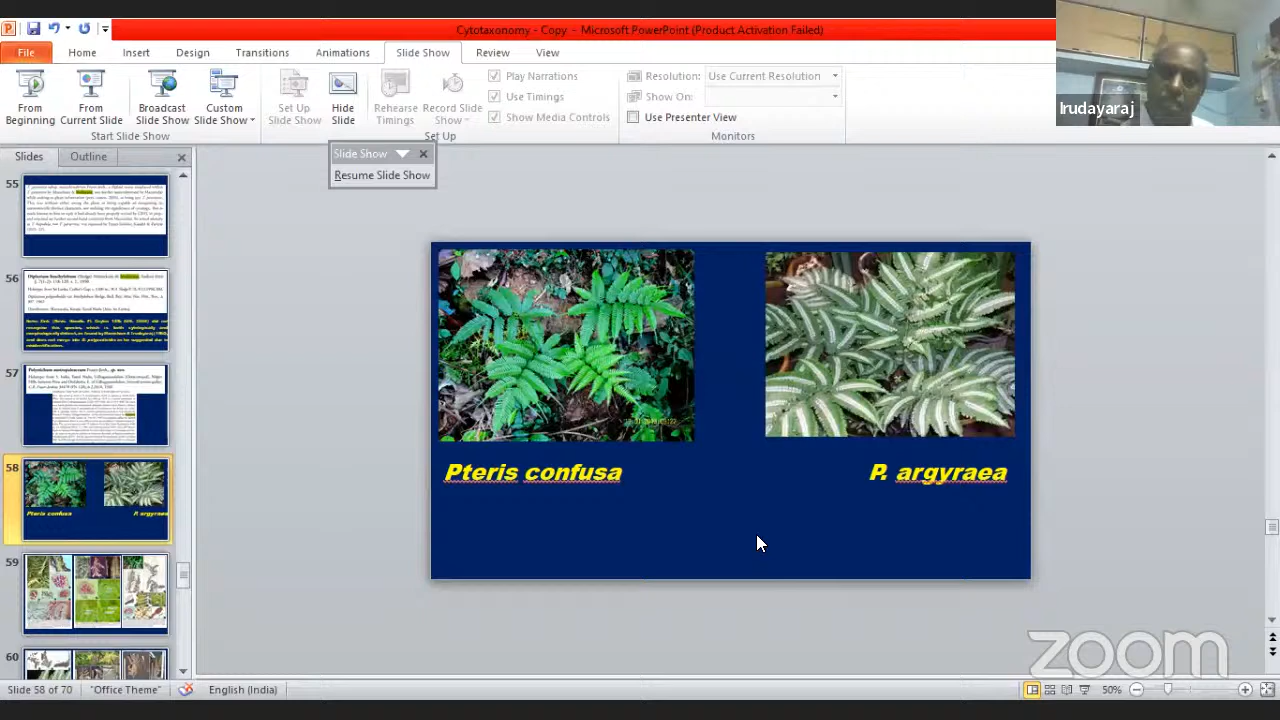 Cytotaxonomy - Copy - Microsoft PowerPoint (Product Activation Failed)
File Home Insert Design Transitions Animations Slide Show Review View
From Beginning
From Current Slide
Broadcast Slide Show
Custom Slide Show
Start Slide Show
Set Up Slide Show
Hide Slide
Rehearse Timings
Record Slide Show
Play Narrations
Use Timings
Show Media Controls
Set Up
Resolution: Use Current Resolution
Show On:
Use Presenter View
Monitors
Irudayaraj
Slides Outline
Slide Show
Resume Slide Show
55
56
57
58
Pteris confusa P. argyraea
59
60
Pteris confusa
P. argyraea
zoom
Slide 58 of 70 "Office Theme" English (India) 50%